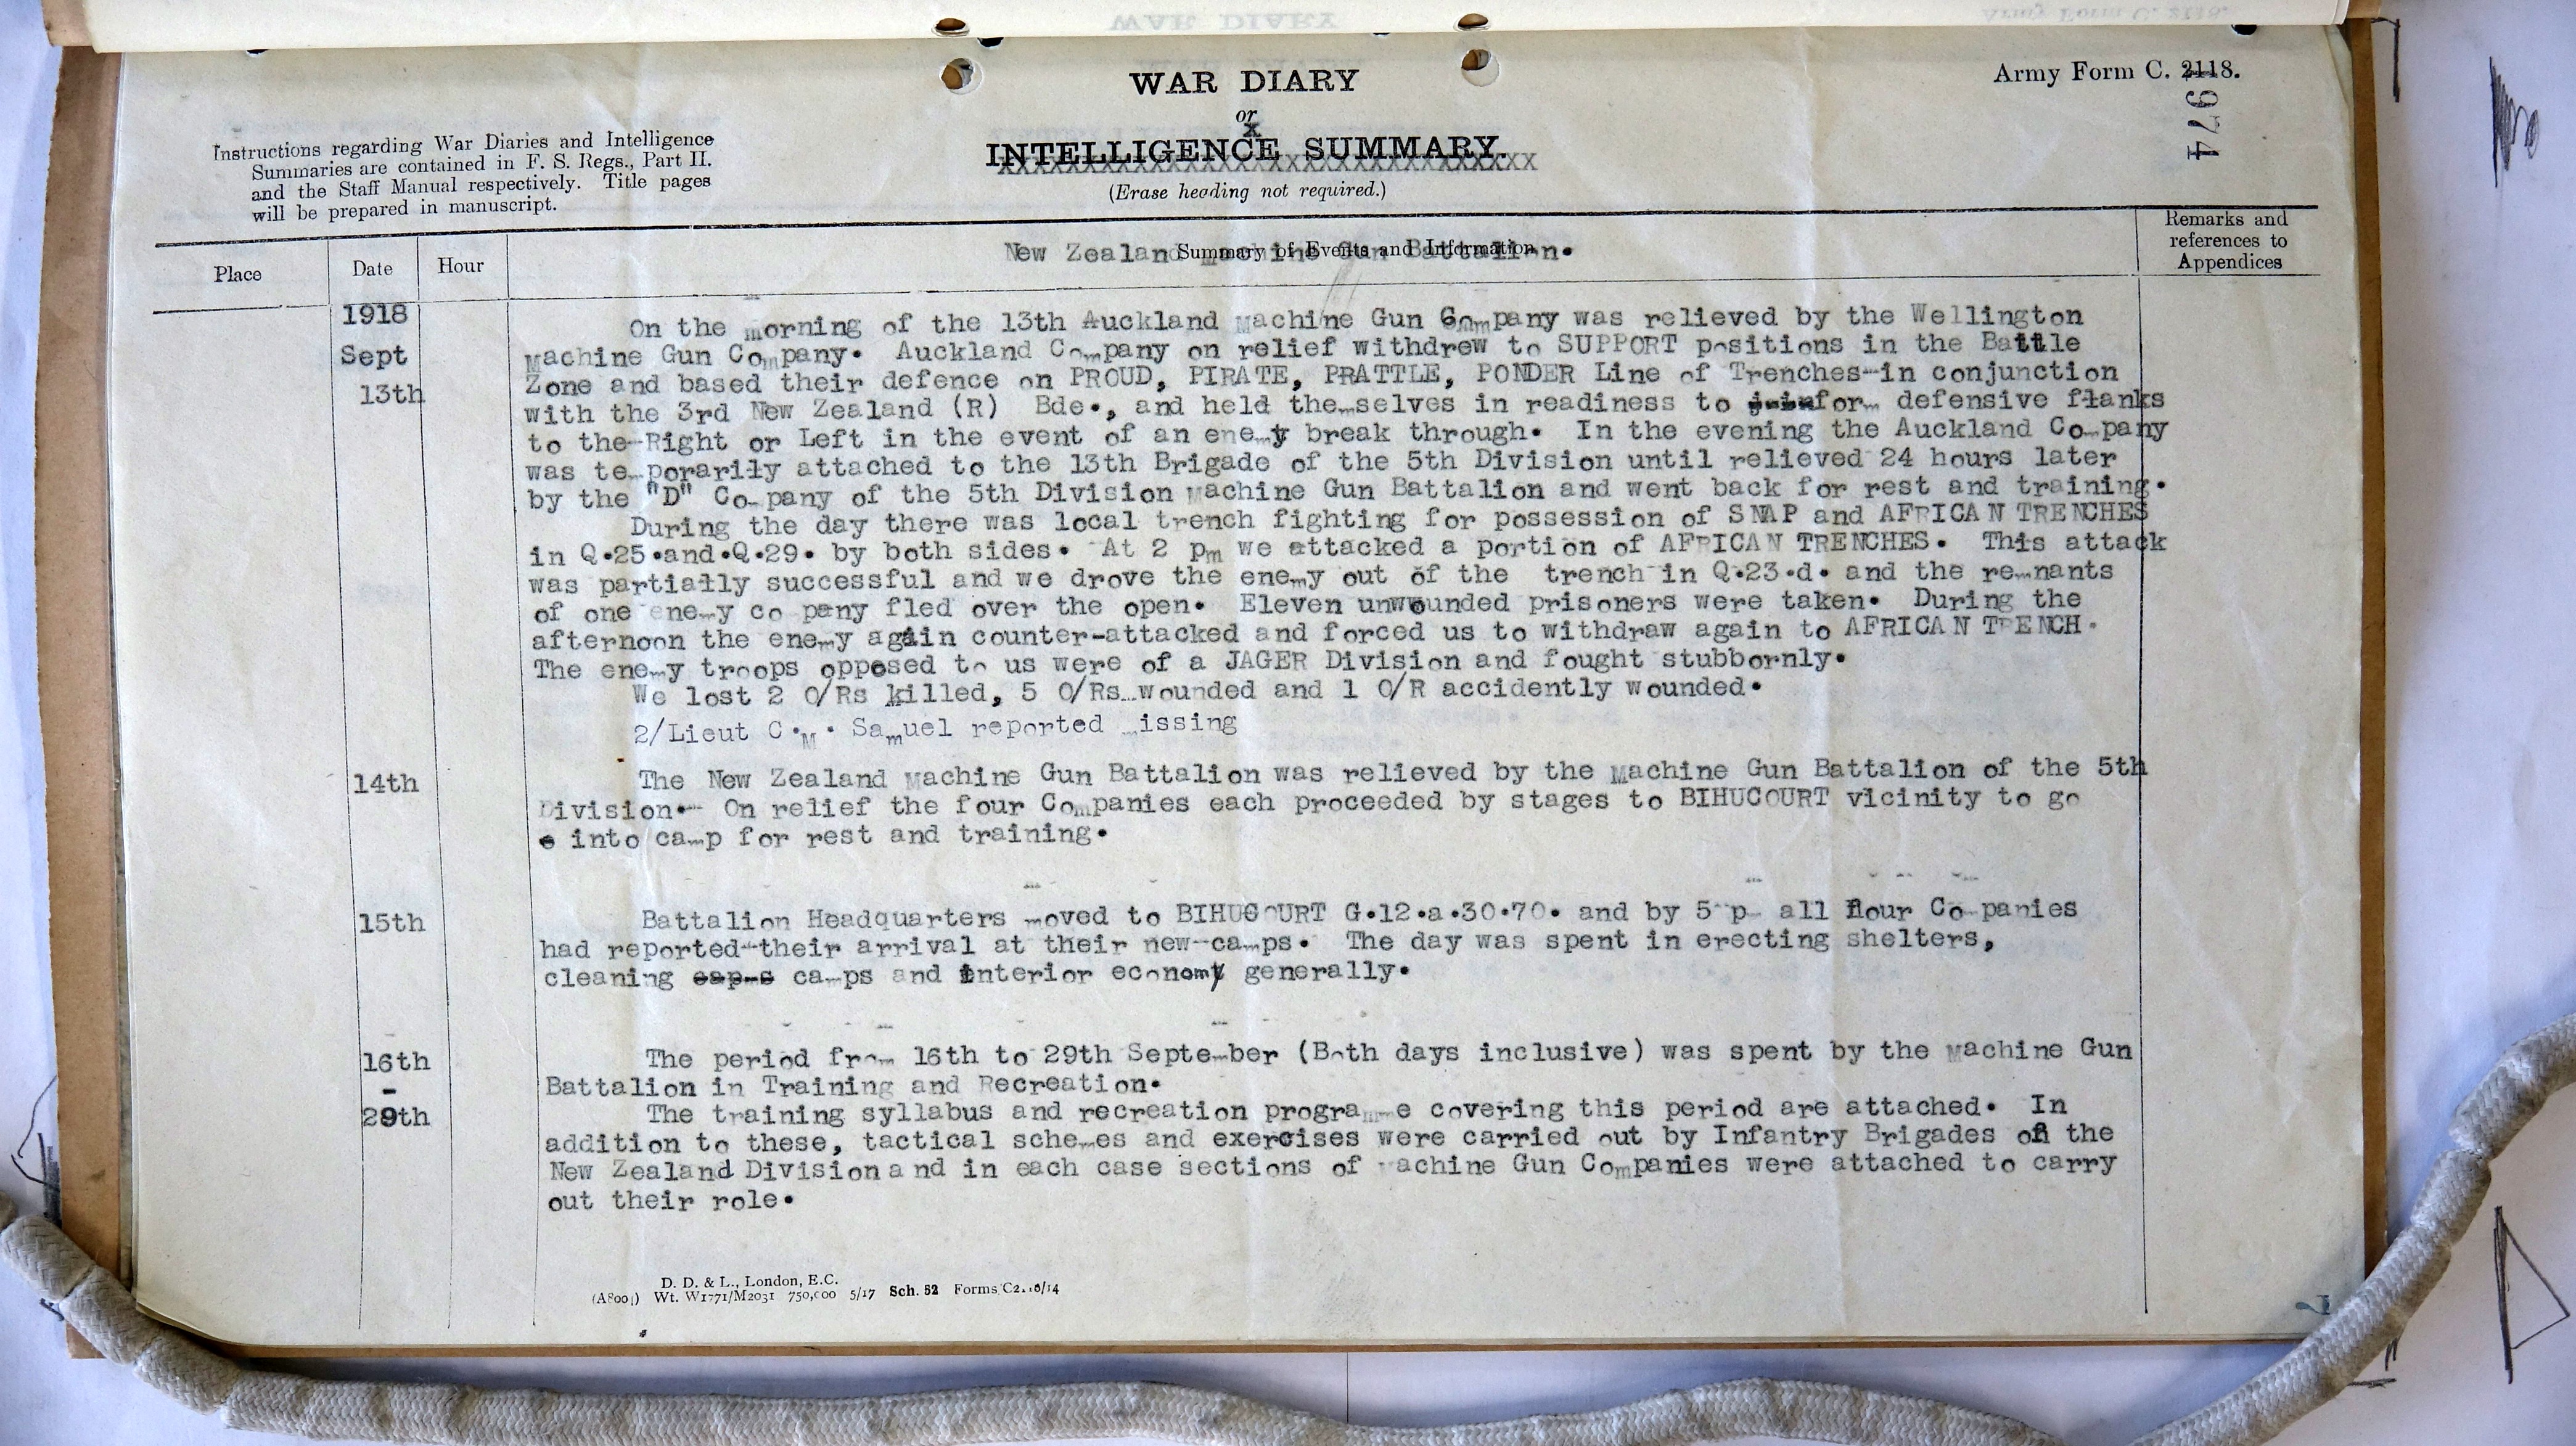 WAR DIARY
or
INTELLIGENCE SUMMARY.
(Erase heading not required.)
Army Form C. 2118.
1974
Instructions regarding War Diaries and Intelligence
Summaries are contained in F. S. Regs., Part II.
and the Staff Manual respectively. Title pages
will be prepared in manuscript.
Place
Date
Hour
Summary of Events and Information
New Zealand Machine Gun Battalion.
Remarks and
references to
Appendices
1918
Sept
13th
On the morning of the 13th Auckland Machine Gun Company was relieved by the Wellington
Machine Gun Company. Auckland Company on relief withdrew to SUPPORT positions in the Battle
Zone and based their defence on PROUD, PIRATE, PRATTLE, PONDER Line of Trenches in conjunction
with the 3rd New Zealand (R) Bde., and held themselves in readiness to form defensive flanks
to the Right or Left in the event of an enemy break through. In the evening the Auckland Company
was temporarily attached to the 13th Brigade of the 5th Division until relieved 24 hours later
by the "D" Company of the 5th Division Machine Gun Battalion and went back for rest and training.
During the day there was local trench fighting for possession of SNAP and AFRICAN TRENCHES
in Q.25.and.Q.29. by both sides. At 2 pm we attacked a portion of AFRICAN TRENCHES. This attack
was partially successful and we drove the enemy out of the trench in Q.23.d. and the remnants
of one enemy company fled over the open. Eleven unwounded prisoners were taken. During the
afternoon the enemy again counter-attacked and forced us to withdraw again to AFRICAN TRENCH.
The enemy troops opposed to us were of a JAGER Division and fought stubbornly.
We lost 2 O/Rs killed, 5 O/Rs wounded and 1 O/R accidently wounded.
2/Lieut C.M. Samuel reported missing
14th
The New Zealand Machine Gun Battalion was relieved by the Machine Gun Battalion of the 5th
Division. On relief the four Companies each proceeded by stages to BIHUCOURT vicinity to go
into camp for rest and training.
15th
Battalion Headquarters moved to BIHUCOURT G.12.a.30.70. and by 5 pm all four Companies
had reported their arrival at their new camps. The day was spent in erecting shelters,
cleaning camps and interior economy generally.
16th
-
29th
The period from 16th to 29th September (Both days inclusive) was spent by the Machine Gun
Battalion in Training and Recreation.
The training syllabus and recreation programme covering this period are attached. In
addition to these, tactical schemes and exercises were carried out by Infantry Brigades of the
New Zealand Division and in each case sections of Machine Gun Companies were attached to carry
out their role.
D. D. & L., London, E.C.
(A8001) Wt. W1771/M2031 750,000 5/17 Sch. 52 Forms/C2118/14